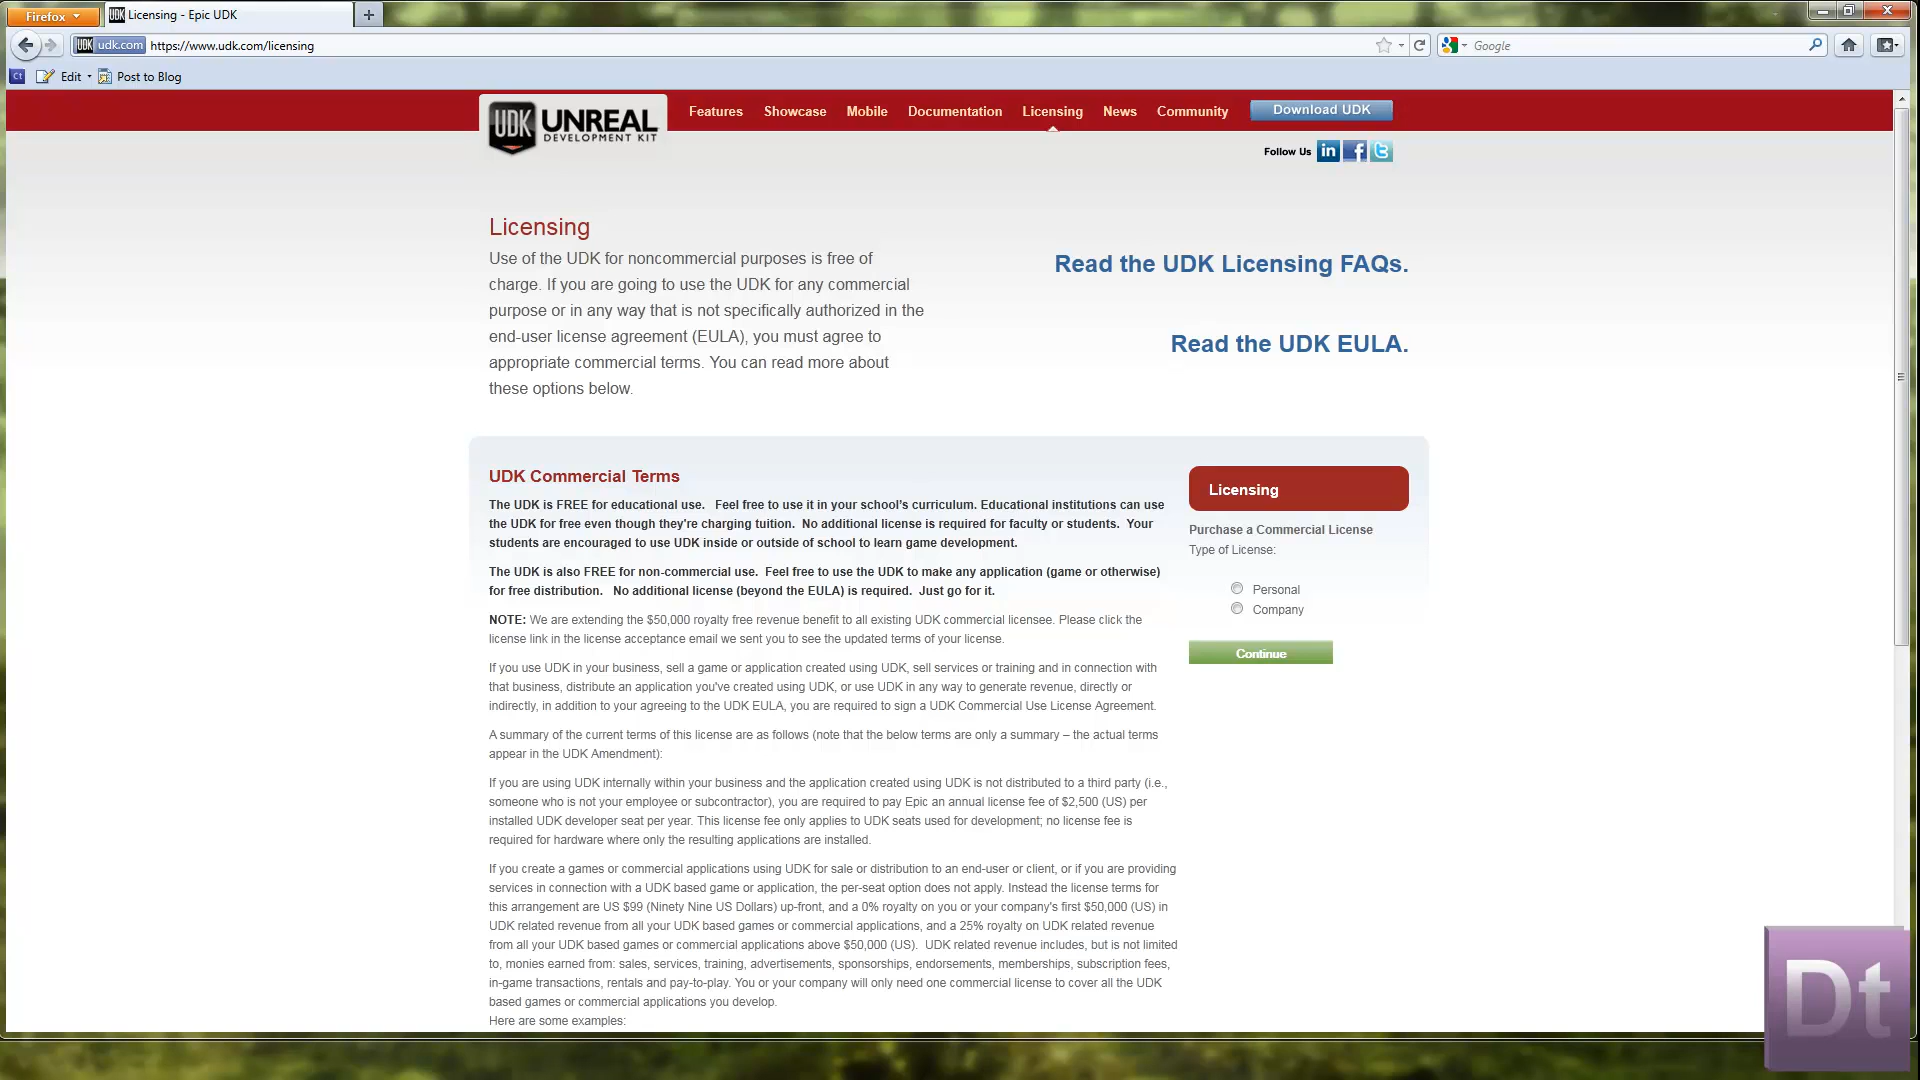 Firefox
UDK Licensing - Epic UDK
UDK udk.com https://www.udk.com/licensing
Google
Ct Edit Post to Blog
UDK UNREAL
DEVELOPMENT KIT
Features Showcase Mobile Documentation Licensing News Community Download UDK
Follow Us in f t
Licensing
Use of the UDK for noncommercial purposes is free of
charge. If you are going to use the UDK for any commercial
purpose or in any way that is not specifically authorized in the
end-user license agreement (EULA), you must agree to
appropriate commercial terms. You can read more about
these options below.
Read the UDK Licensing FAQs.
Read the UDK EULA.
UDK Commercial Terms
The UDK is FREE for educational use. Feel free to use it in your school's curriculum. Educational institutions can use
the UDK for free even though they're charging tuition. No additional license is required for faculty or students. Your
students are encouraged to use UDK inside or outside of school to learn game development.
The UDK is also FREE for non-commercial use. Feel free to use the UDK to make any application (game or otherwise)
for free distribution. No additional license (beyond the EULA) is required. Just go for it.
NOTE: We are extending the $50,000 royalty free revenue benefit to all existing UDK commercial licensee. Please click the
license link in the license acceptance email we sent you to see the updated terms of your license.
If you use UDK in your business, sell a game or application created using UDK, sell services or training and in connection with
that business, distribute an application you've created using UDK, or use UDK in any way to generate revenue, directly or
indirectly, in addition to your agreeing to the UDK EULA, you are required to sign a UDK Commercial Use License Agreement.
A summary of the current terms of this license are as follows (note that the below terms are only a summary – the actual terms
appear in the UDK Amendment):
If you are using UDK internally within your business and the application created using UDK is not distributed to a third party (i.e.,
someone who is not your employee or subcontractor), you are required to pay Epic an annual license fee of $2,500 (US) per
installed UDK developer seat per year. This license fee only applies to UDK seats used for development; no license fee is
required for hardware where only the resulting applications are installed.
If you create a games or commercial applications using UDK for sale or distribution to an end-user or client, or if you are providing
services in connection with a UDK based game or application, the per-seat option does not apply. Instead the license terms for
this arrangement are US $99 (Ninety Nine US Dollars) up-front, and a 0% royalty on you or your company's first $50,000 (US) in
UDK related revenue from all your UDK based games or commercial applications, and a 25% royalty on UDK related revenue
from all your UDK based games or commercial applications above $50,000 (US). UDK related revenue includes, but is not limited
to, monies earned from: sales, services, training, advertisements, sponsorships, endorsements, memberships, subscription fees,
in-game transactions, rentals and pay-to-play. You or your company will only need one commercial license to cover all the UDK
based games or commercial applications you develop.
Here are some examples:
Licensing
Purchase a Commercial License
Type of License:
Personal
Company
Continue
Dt